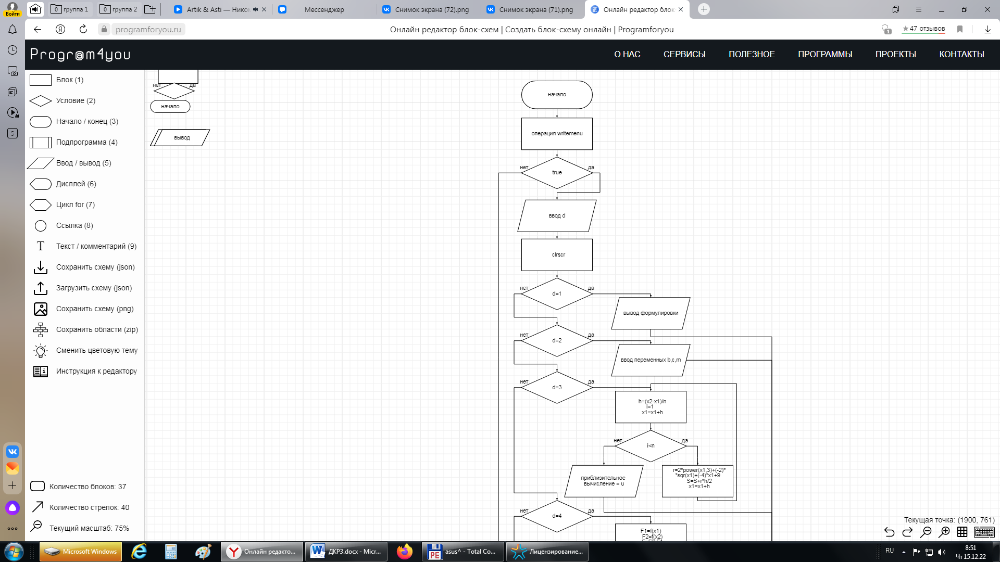 Войти
0 группа 1
0 группа 2
Artik & Asti — Ником
Мессенджер
Снимок экрана (72).png
Снимок экрана (71).png
Онлайн редактор блок
programforyou.ru
Онлайн редактор блок-схем | Создать блок-схему онлайн | Programforyou
1
★ 47 отзывов
Progr@m4you
О НАС
СЕРВИСЫ
ПОЛЕЗНОЕ
ПРОГРАММЫ
ПРОЕКТЫ
КОНТАКТЫ
5
Блок (1)
Условие (2)
Начало / конец (3)
Подпрограмма (4)
Ввод / вывод (5)
Дисплей (6)
Цикл for (7)
Ссылка (8)
T Текст / комментарий (9)
Сохранить схему (json)
Загрузить схему (json)
Сохранить схему (png)
Сохранить области (zip)
Сменить цветовую тему
Инструкция к редактору
Количество блоков: 37
Количество стрелок: 40
Текущий масштаб: 75%
нет да
начало
вывод
начало
операция writemenu
нет да
true
ввод d
clrscr
нет да
d=1
вывод формулировки
нет да
d=2
ввод переменных b,c,m
нет да
d=3
h=(x2-x1)/n
i=1
x1=x1+h
нет да
i<n
приблизительное
вычисление = u
r=2*power(x1,3)+(-2)*
*sqr(x1)+(-4)*x1+9
S=S+r*h/2
x1=x1+h
нет да
d=4
F1=f(x1)
F2=f(x2)
Текущая точка: (1900, 761)
Microsoft Windows
Онлайн редакто...
ДКР3.docx - Micr...
asus^ - Total Co...
Лицензирование...
RU
8:51
Чт 15.12.22